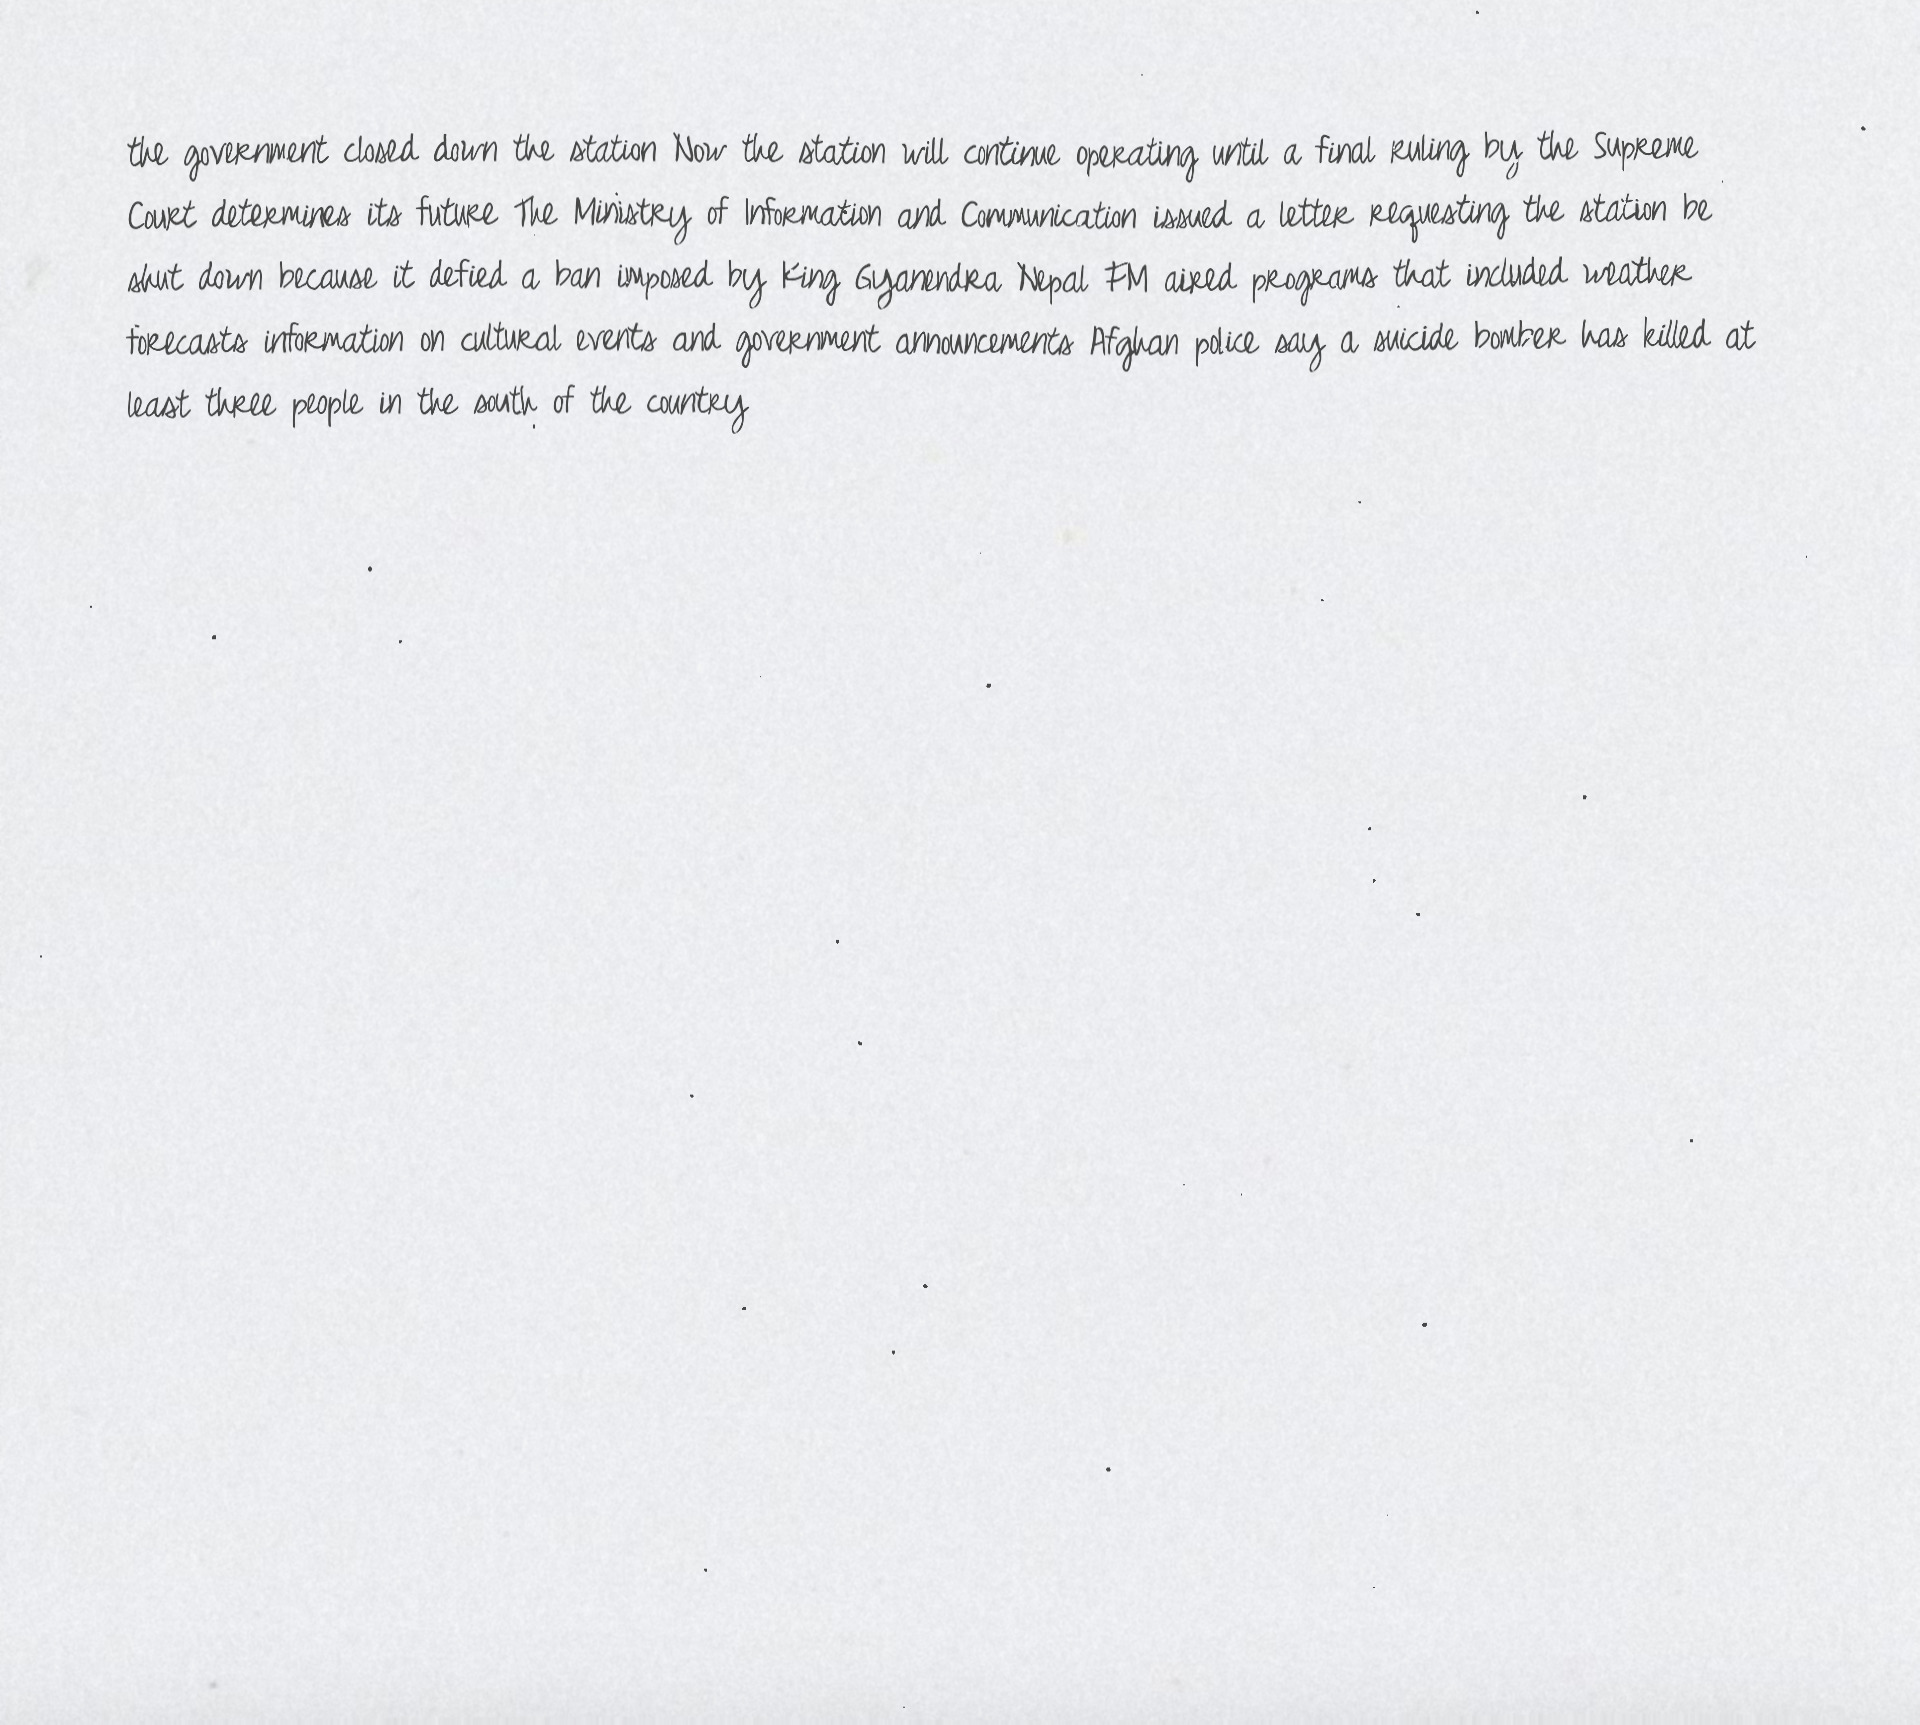 the government closed down the station Now the station will continue operating until a final ruling by the Supreme
Court determines its future The Ministry of Information and Communication issued a letter requesting the station be
shut down because it defied a ban imposed by King Gyanendra Nepal FM aired programs that included weather
forecasts information on cultural events and government announcements Afghan police say a suicide bomber has killed at
least three people in the south of the country